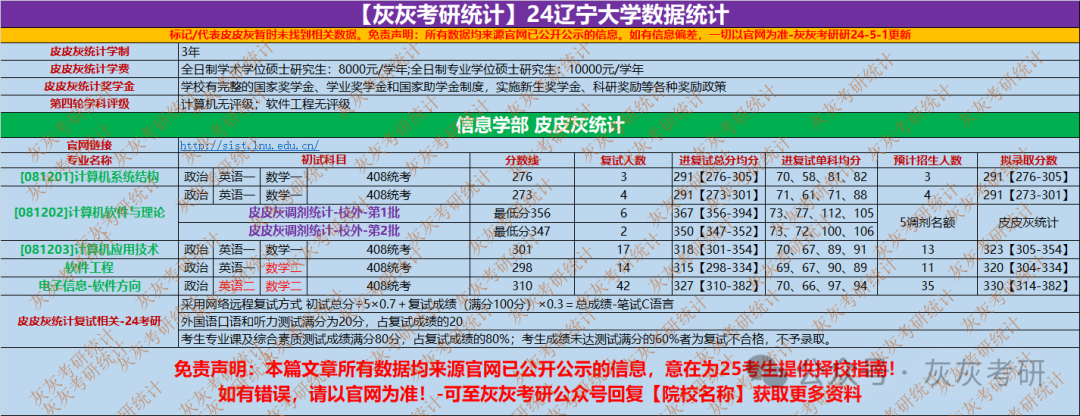 【灰灰考研统计】24辽宁大学数据统计
标记/代表皮皮灰暂时未找到相关数据。免责声明：所有数据均来源官网已公开公示的信息。如有信息偏差，一切以官网为准-灰灰考研研24-5-1更新
皮皮灰统计学制 3年
皮皮灰统计学费 全日制学术学位硕士研究生：8000元/学年;全日制专业学位硕士研究生：10000元/学年
皮皮灰统计奖学金 学校有完整的国家奖学金、学业奖学金和国家助学金制度，实施新生奖学金、科研奖励等各种奖励政策
第四轮学科评级 计算机无评级；软件工程无评级
信息学部 皮皮灰统计
官网链接 http://sist.lnu.edu.cn/
专业名称 初试科目 分数线 复试人数 进复试总分均分 进复试单科均分 预计招生人数 拟录取分数
[081201]计算机系统结构 政治 英语一 数学一 408统考 276 3 291【276-305】 70、58、81、82 3 291【276-305】
[081202]计算机软件与理论 政治 英语一 数学一 408统考 273 4 291【273-301】 71、61、71、88 4 291【273-301】
皮皮灰调剂统计-校外-第1批 最低分356 6 367【356-394】 73、77、112、105 5调剂名额 皮皮灰统计
皮皮灰调剂统计-校外-第2批 最低分347 2 350【347-352】 73、72、100、106
[081203]计算机应用技术 政治 英语一 数学一 408统考 301 17 318【301-354】 70、67、89、91 13 323【305-354】
软件工程 政治 英语一 数学二 408统考 298 14 315【298-334】 69、67、90、89 11 320【304-334】
电子信息-软件方向 政治 英语二 数学二 408统考 310 42 327【310-382】 70、66、97、94 35 330【314-382】
皮皮灰统计复试相关-24考研 采用网络远程复试方式 初试总分÷5×0.7＋复试成绩（满分100分）×0.3＝总成绩-笔试C语言
外国语口语和听力测试满分为20分，占复试成绩的20
考生专业课及综合素质测试成绩满分80分，占复试成绩的80%；考生成绩未达测试满分的60%者为复试不合格，不予录取。
免责声明：本篇文章所有数据均来源官网已公开公示的信息，意在为25考生提供择校指南！
如有错误，请以官网为准！-可至灰灰考研公众号回复【院校名称】获取更多资料
公众号·灰灰考研